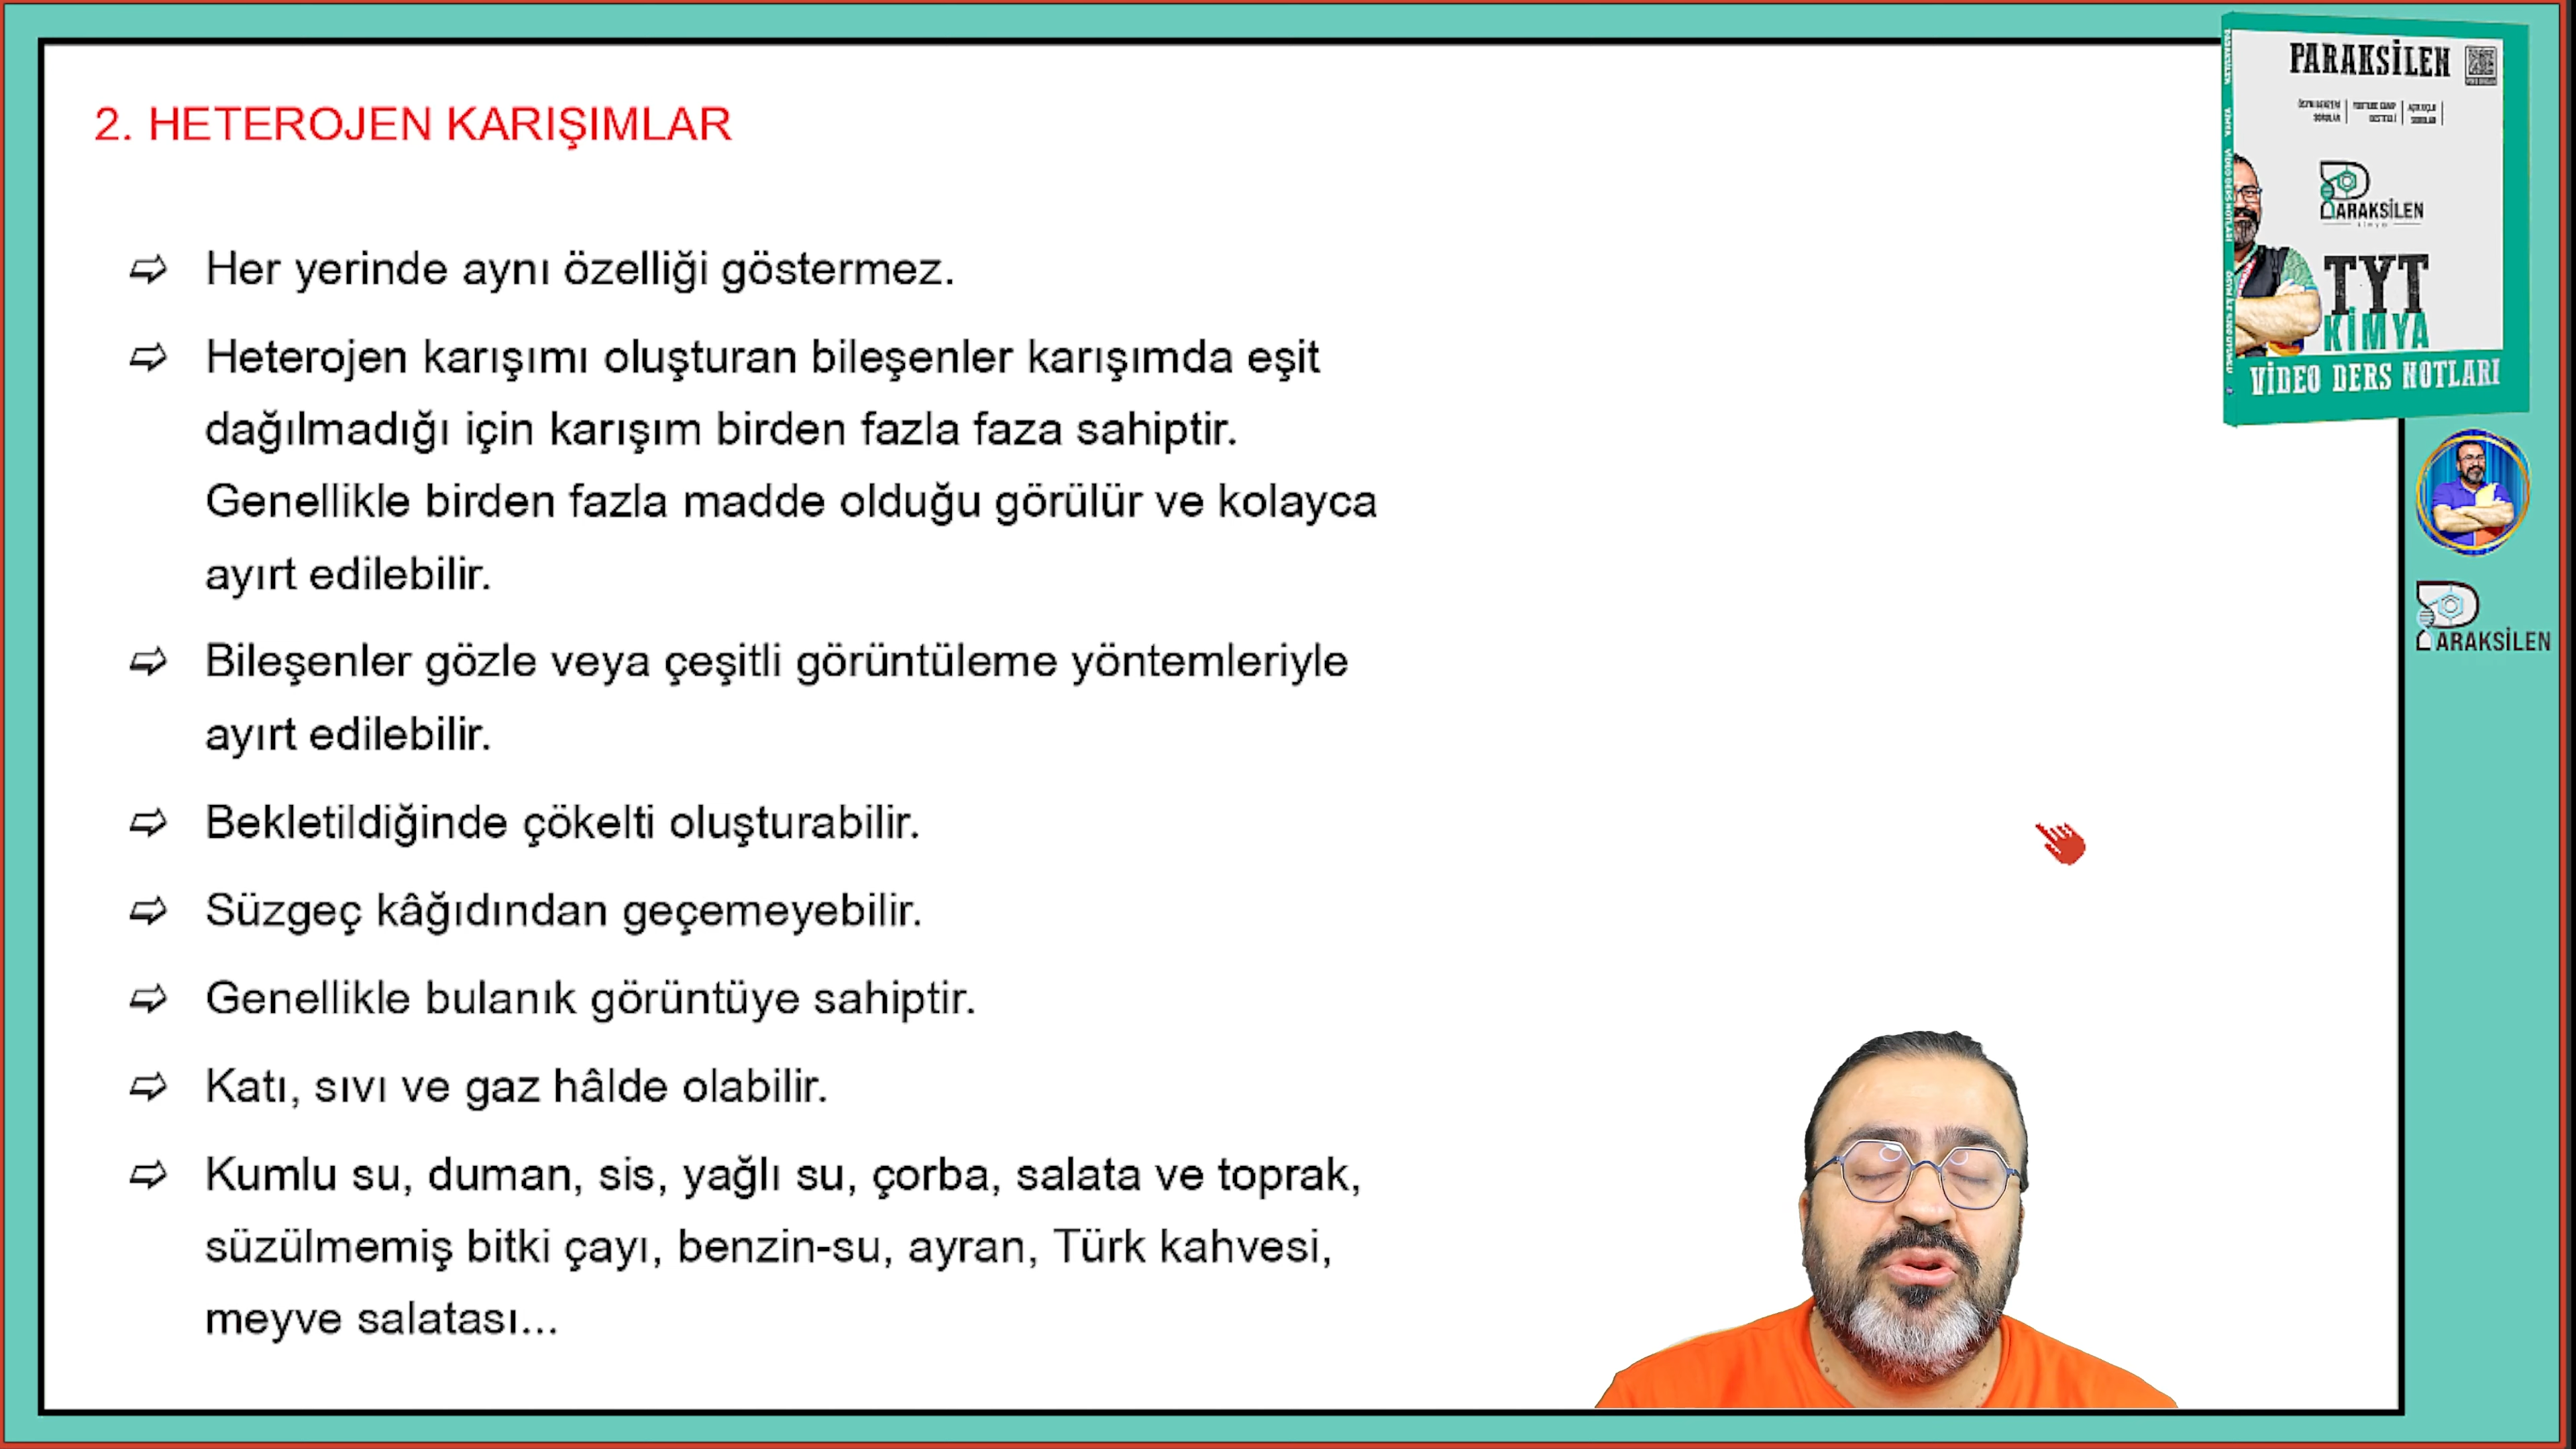 2. HETEROJEN KARIŞIMLAR
⇨ Her yerinde aynı özelliği göstermez.
⇨ Heterojen karışımı oluşturan bileşenler karışımda eşit
dağılmadığı için karışım birden fazla faza sahiptir.
Genellikle birden fazla madde olduğu görülür ve kolayca
ayırt edilebilir.
⇨ Bileşenler gözle veya çeşitli görüntüleme yöntemleriyle
ayırt edilebilir.
⇨ Bekletildiğinde çökelti oluşturabilir.
⇨ Süzgeç kâğıdından geçemeyebilir.
⇨ Genellikle bulanık görüntüye sahiptir.
⇨ Katı, sıvı ve gaz hâlde olabilir.
⇨ Kumlu su, duman, sis, yağlı su, çorba, salata ve toprak,
süzülmemiş bitki çayı, benzin-su, ayran, Türk kahvesi,
meyve salatası...
PARAKSİLEN
PARAKSİLEN
TYT
KİMYA
VİDEO DERS NOTLARI
PARAKSİLEN